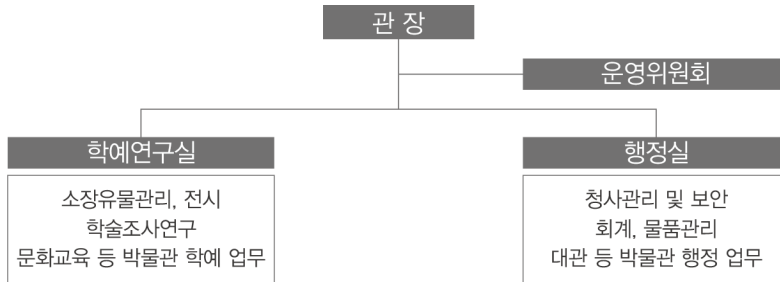 관 장
운영위원회
학예연구실
소장유물관리, 전시
학술조사연구
문화교육 등 박물관 학예 업무
행정실
청사관리 및 보안
회계, 물품관리
대관 등 박물관 행정 업무